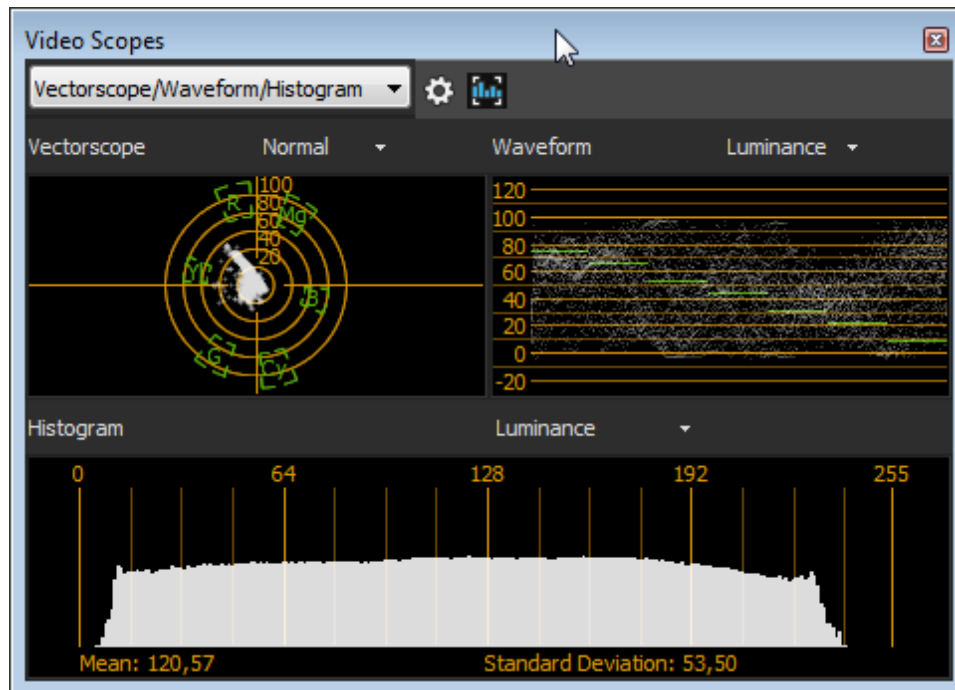 Video Scopes
Vectorscope/Waveform/Histogram
Vectorscope Normal Waveform Luminance
100
80
60
40
20
R Mg Yl B G Cy
120
100
80
60
40
20
0
-20
Histogram Luminance
0 64 128 192 255
Mean: 120,57 Standard Deviation: 53,50